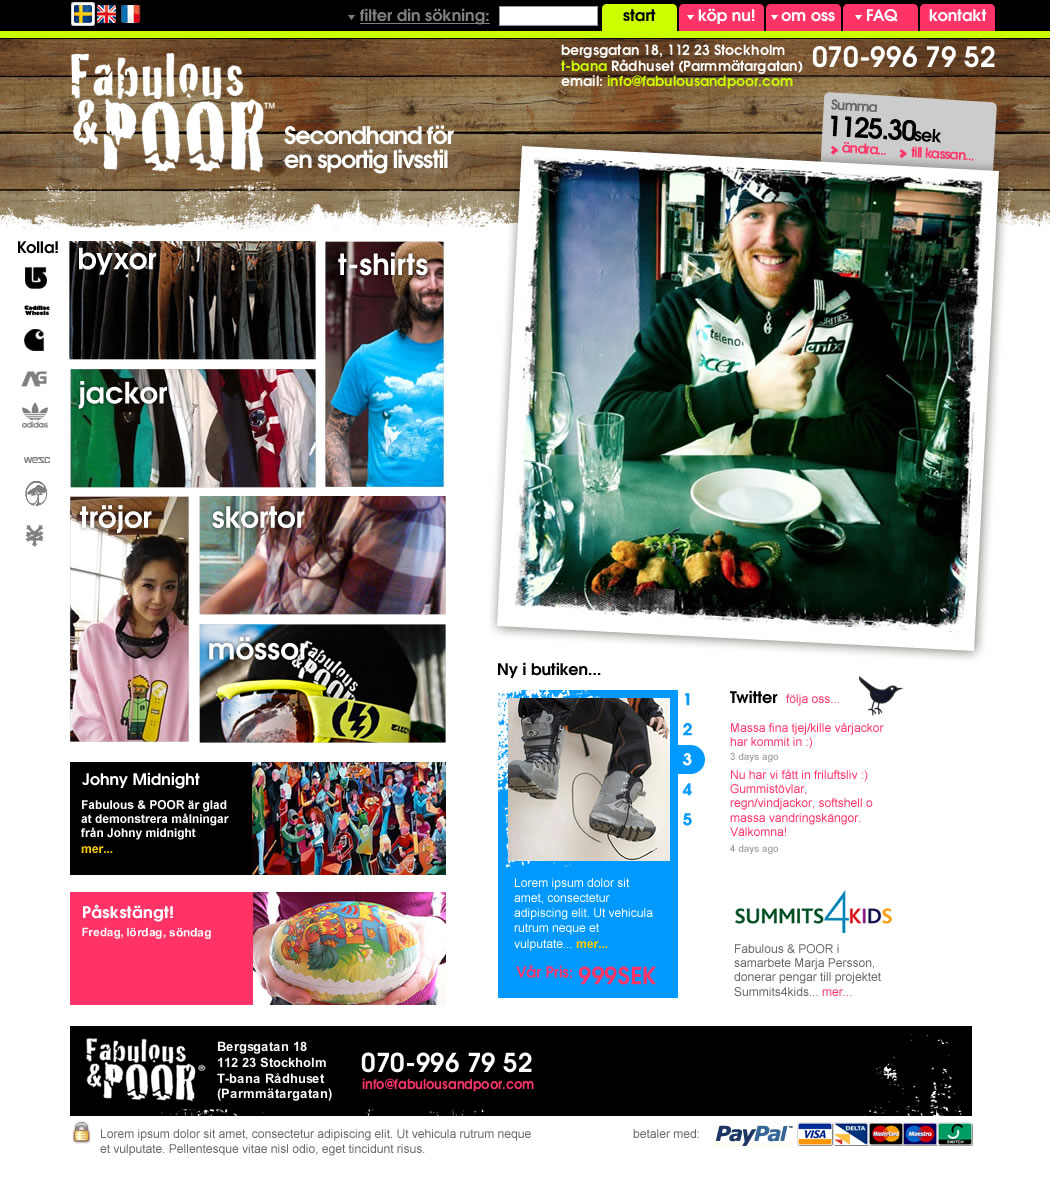 filter din sökning:
start
köp nu!
om oss
FAQ
kontakt
bergsgatan 18, 112 23 Stockholm
t-bana Rådhuset (Parmmätargatan)
email: info@fabulousandpoor.com
070-996 79 52
Fabulous
&POOR™
Secondhand för
en sportig livsstil
Summa
1125.30sek
ändra...
till kassan...
Kolla!
Cadillac
Wheels
adidas
wesc
byxor
t-shirts
jackor
tröjor
skortor
mössor
Fabulous
POOR
telenor
acer
Ny i butiken...
1
2
3
4
5
Lorem ipsum dolor sit
amet, consectetur
adipiscing elit. Ut vehicula
rutrum neque et
vulputate... mer...
Vår Pris: 999SEK
Twitter följa oss...
Massa fina tjej/kille vårjackor
har kommit in :)
3 days ago
Nu har vi fått in friluftsliv :)
Gummistövlar,
regn/vindjackor, softshell o
massa vandringskängor.
Välkomna!
4 days ago
Johny Midnight
Fabulous & POOR är glad
at demonstrera målningar
från Johny midnight
mer...
Påskstängt!
Fredag, lördag, söndag
SUMMITS4KIDS
Fabulous & POOR i
samarbete Marja Persson,
donerar pengar till projektet
Summits4kids... mer...
Fabulous
&POOR®
Bergsgatan 18
112 23 Stockholm
T-bana Rådhuset
(Parmmätargatan)
070-996 79 52
info@fabulousandpoor.com
Lorem ipsum dolor sit amet, consectetur adipiscing elit. Ut vehicula rutrum neque
et vulputate. Pellentesque vitae nisl odio, eget tincidunt risus.
betaler med:
PayPal™
VISA
DELTA
MasterCard
Maestro
SWITCH